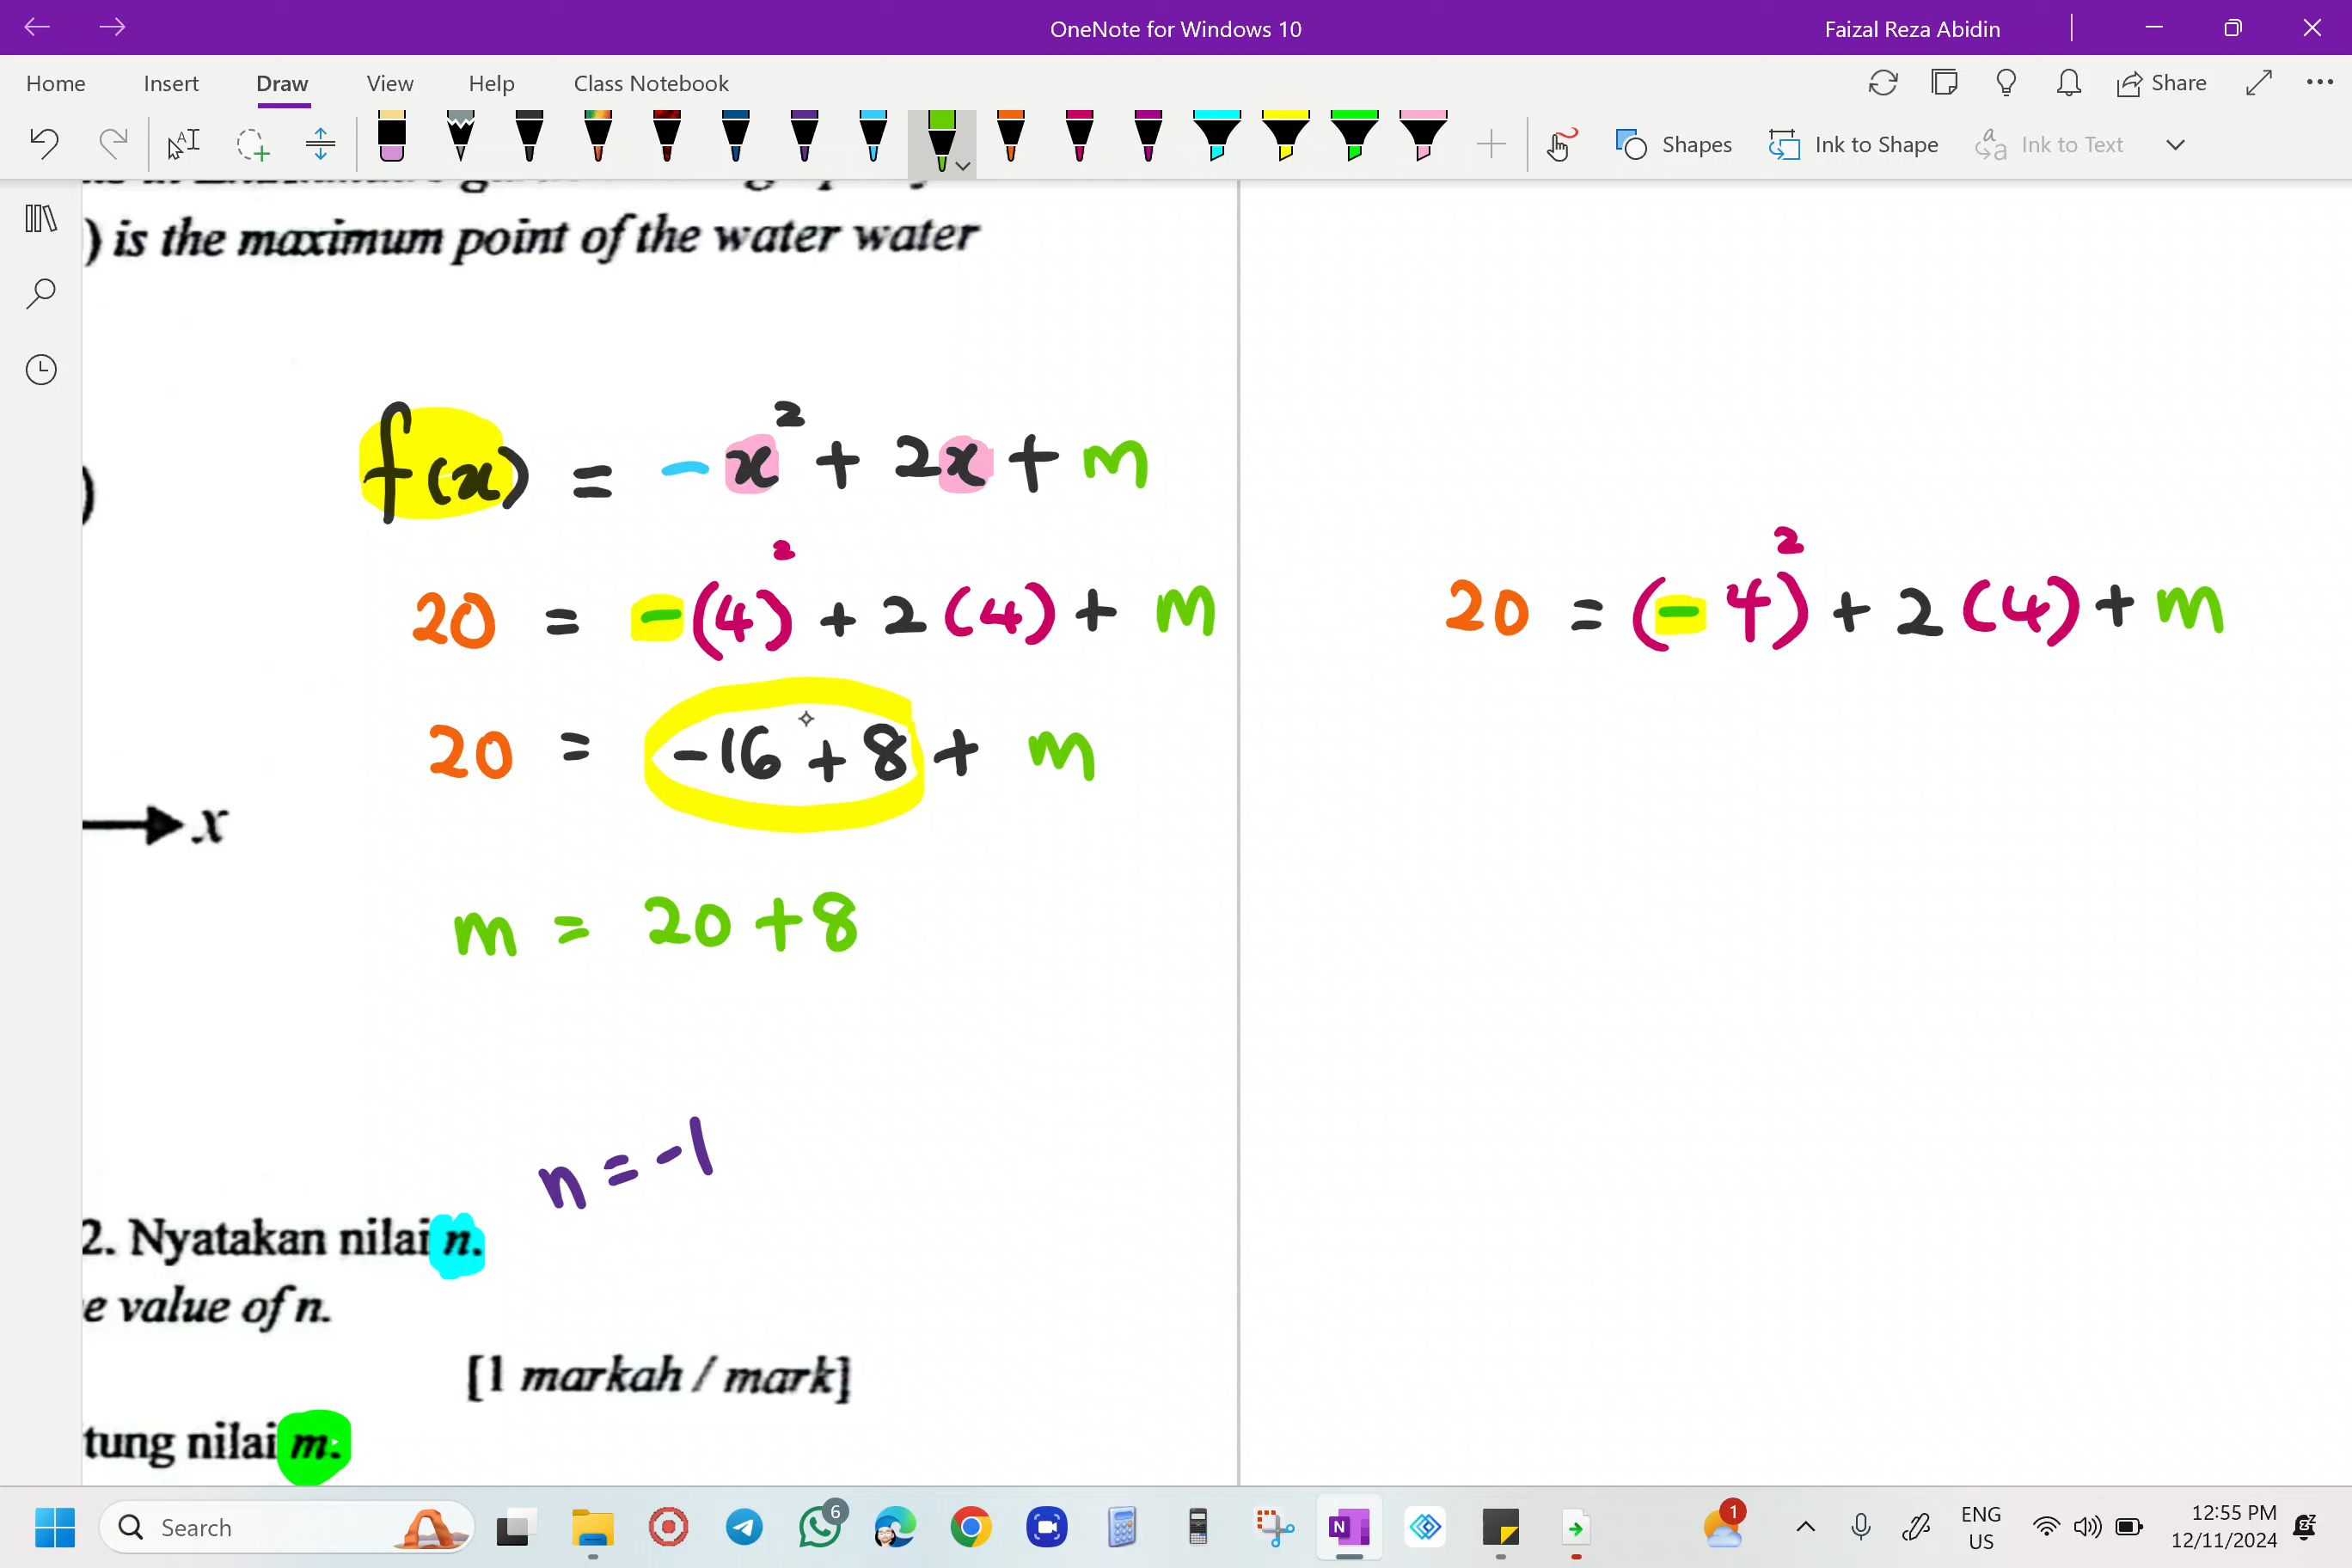 OneNote for Windows 10
Faizal Reza Abidin
Home Insert Draw View Help Class Notebook
Share
Shapes Ink to Shape Ink to Text
) is the maximum point of the water water
f(x) = -x² + 2x + m
20 = -(4)² + 2(4) + m
20 = -16 + 8 + m
m = 20 + 8
x
n = -1
2. Nyatakan nilai n.
e value of n.
[1 markah / mark]
tung nilai m.
20 = (-4)² + 2(4) + m
Search
6
1
ENG
US
12:55 PM
12/11/2024